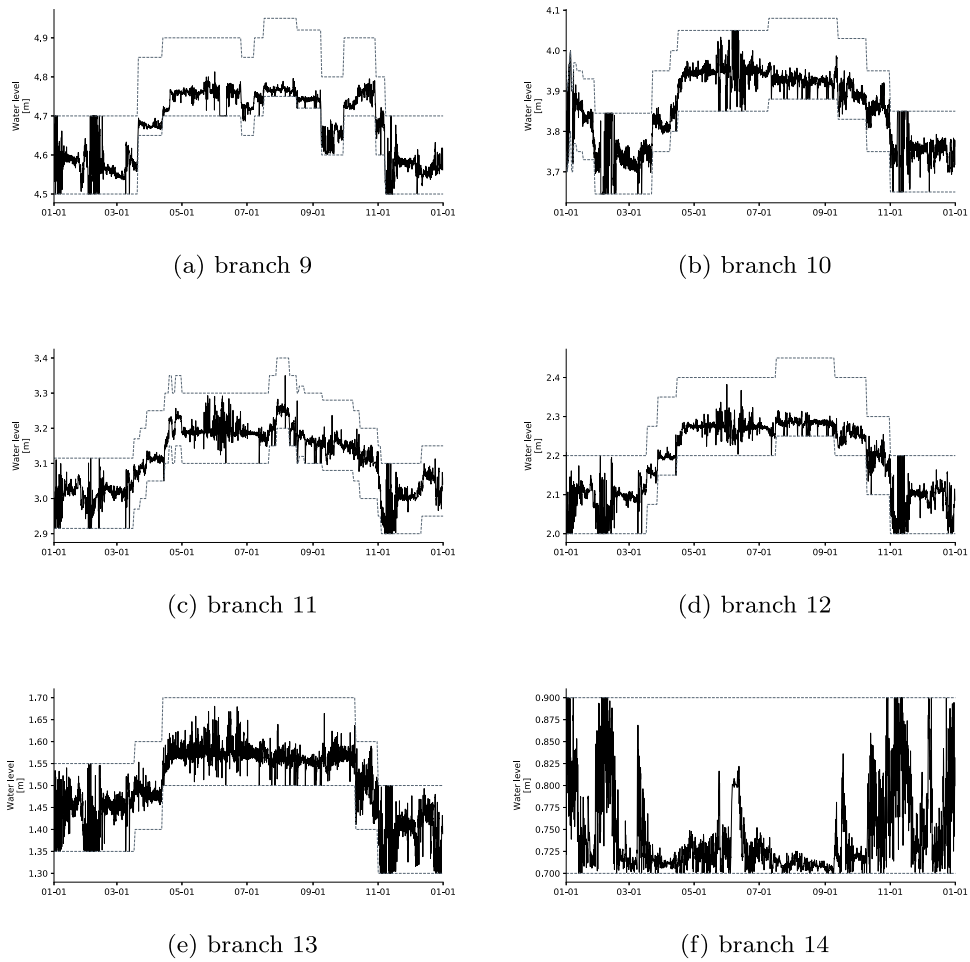 4,9
4,8
4,7
4,6
4,5
Water level
[m]
01-01 03-01 05-01 07-01 09-01 11-01 01-01
(a) branch 9
4.1
4.0
3.9
3.8
3.7
Water level
[m]
01-01 03-01 05-01 07-01 09-01 11-01 01-01
(b) branch 10
3.4
3.3
3.2
3.1
3.0
2.9
Water level
[m]
01-01 03-01 05-01 07-01 09-01 11-01 01-01
(c) branch 11
2.4
2.3
2.2
2.1
2.0
Water level
[m]
01-01 03-01 05-01 07-01 09-01 11-01 01-01
(d) branch 12
1.70
1.65
1.60
1.55
1.50
1.45
1.40
1.35
1.30
Water level
[m]
01-01 03-01 05-01 07-01 09-01 11-01 01-01
(e) branch 13
0.900
0.875
0.850
0.825
0.800
0.775
0.750
0.725
0.700
Water level
[m]
01-01 03-01 05-01 07-01 09-01 11-01 01-01
(f) branch 14